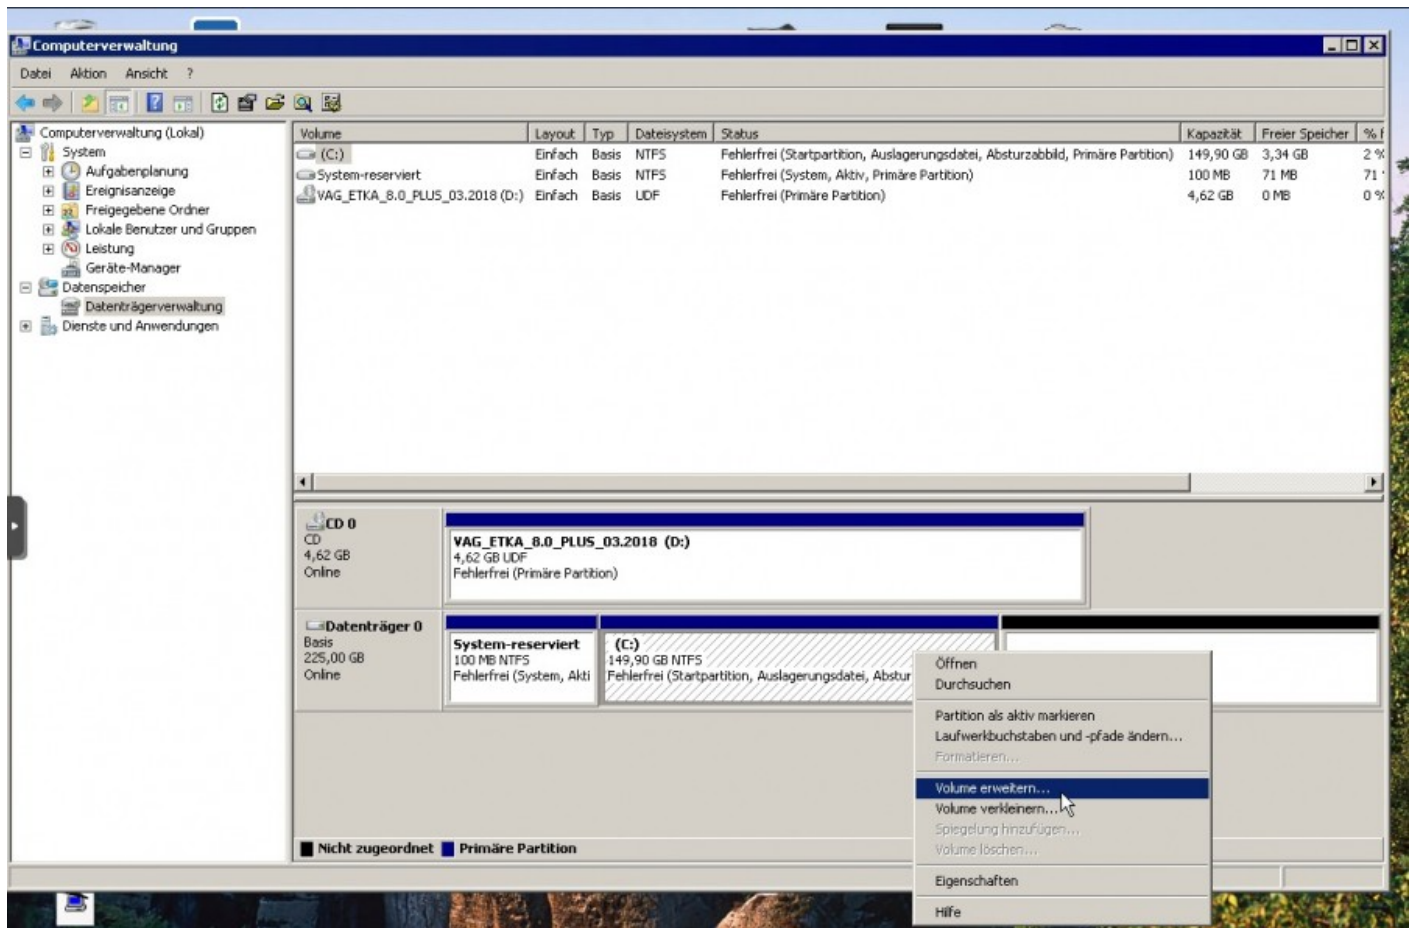 Computerverwaltung
Datei Aktion Ansicht ?
Computerverwaltung (Lokal)
System
Aufgabenplanung
Ereignisanzeige
Freigegebene Ordner
Lokale Benutzer und Gruppen
Leistung
Geräte-Manager
Datenspeicher
Datenträgerverwaltung
Dienste und Anwendungen
Volume Layout Typ Dateisystem Status Kapazität Freier Speicher % f
(C:) Einfach Basis NTFS Fehlerfrei (Startpartition, Auslagerungsdatei, Absturzabbild, Primäre Partition) 149,90 GB 3,34 GB 2 %
System-reserviert Einfach Basis NTFS Fehlerfrei (System, Aktiv, Primäre Partition) 100 MB 71 MB 71
VAG_ETKA_8.0_PLUS_03.2018 (D:) Einfach Basis UDF Fehlerfrei (Primäre Partition) 4,62 GB 0 MB 0 %
CD 0
CD
4,62 GB
Online
VAG_ETKA_8.0_PLUS_03.2018 (D:)
4,62 GB UDF
Fehlerfrei (Primäre Partition)
Datenträger 0
Basis
225,00 GB
Online
System-reserviert
100 MB NTFS
Fehlerfrei (System, Akti
(C:)
149,90 GB NTFS
Fehlerfrei (Startpartition, Auslagerungsdatei, Abstur
Öffnen
Durchsuchen
Partition als aktiv markieren
Laufwerkbuchstaben und -pfade ändern...
Formatieren...
Volume erweitern...
Volume verkleinern...
Spiegelung hinzufügen...
Volume löschen...
Eigenschaften
Hilfe
Nicht zugeordnet Primäre Partition